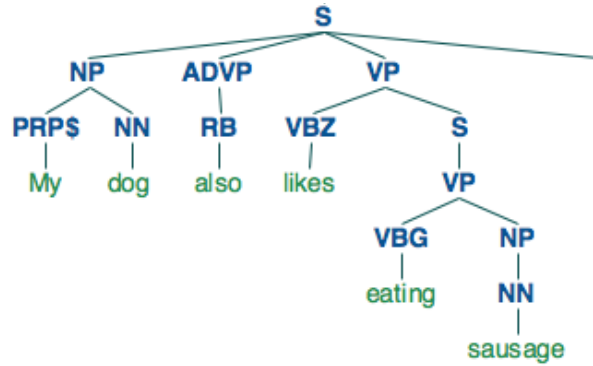 S
NP ADVP VP
PRP$ NN RB VBZ S
My dog also likes VP
VBG NP
eating NN
sausage